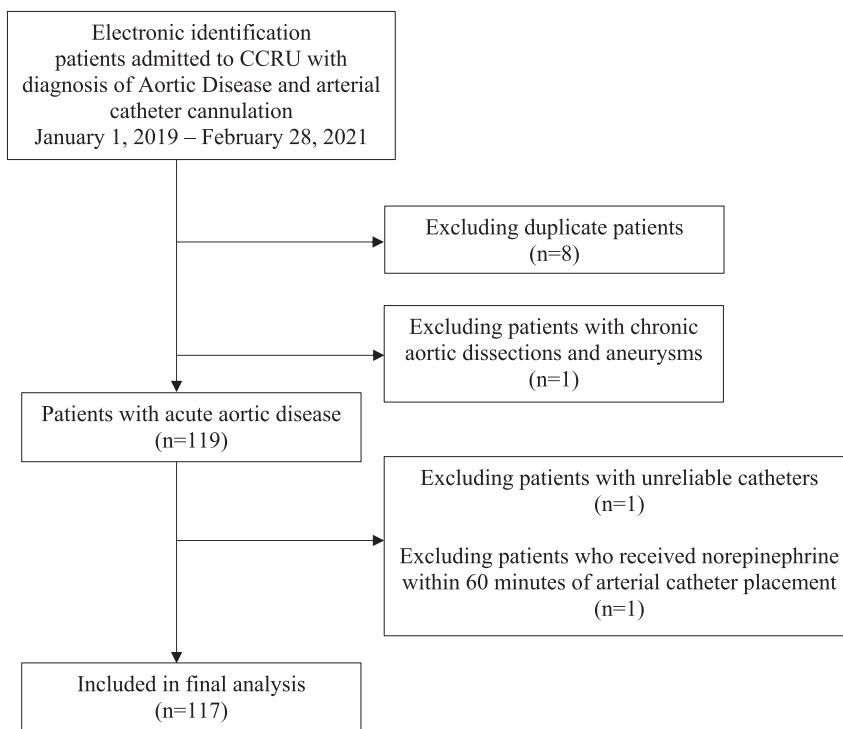 Electronic identification
patients admitted to CCRU with
diagnosis of Aortic Disease and arterial
catheter cannulation
January 1, 2019 – February 28, 2021
Excluding duplicate patients
(n=8)
Excluding patients with chronic
aortic dissections and aneurysms
(n=1)
Patients with acute aortic disease
(n=119)
Excluding patients with unreliable catheters
(n=1)
Excluding patients who received norepinephrine
within 60 minutes of arterial catheter placement
(n=1)
Included in final analysis
(n=117)